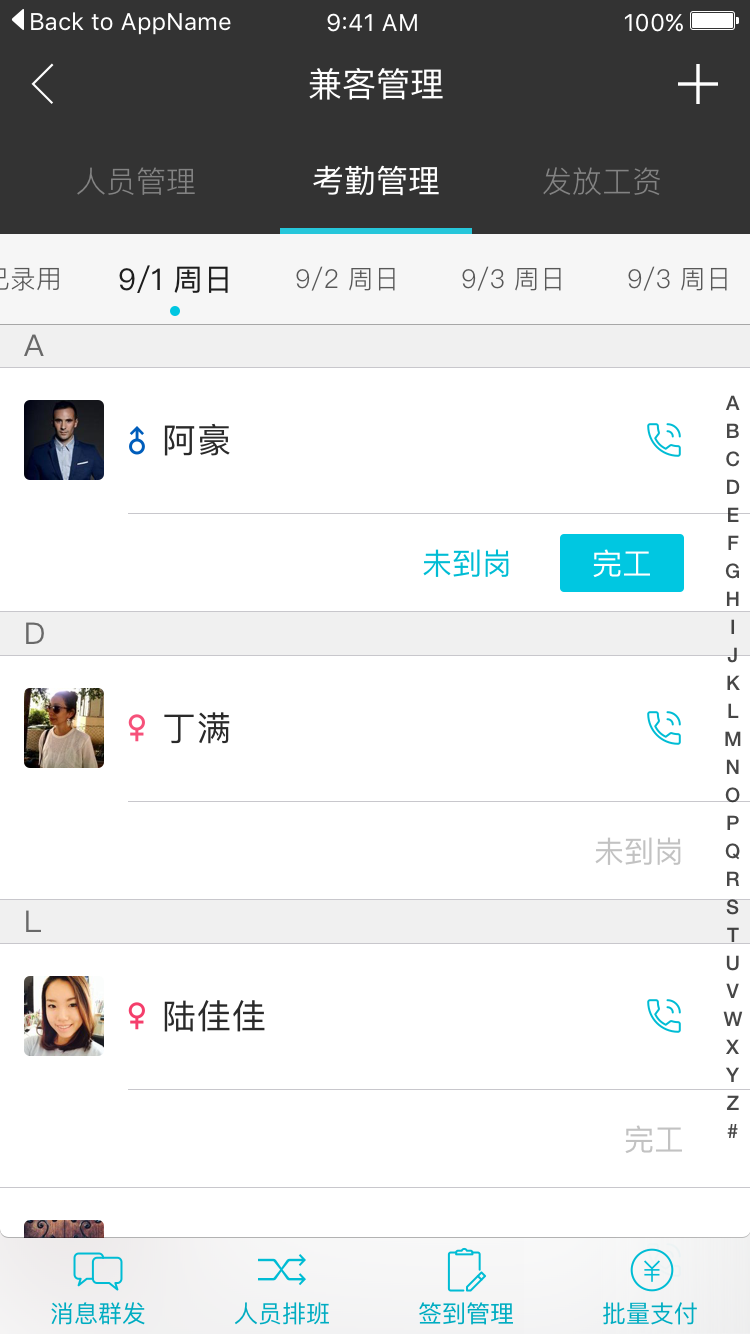 Back to AppName 9:41 AM 100%
兼客管理
人员管理 考勤管理 发放工资
记录用 9/1 周日 9/2 周日 9/3 周日 9/3 周日
A
阿豪
未到岗 完工
D
丁满
未到岗
L
陆佳佳
完工
A
B
C
D
E
F
G
H
I
J
K
L
M
N
O
P
Q
R
S
T
U
V
W
X
Y
Z
#
消息群发 人员排班 签到管理 批量支付